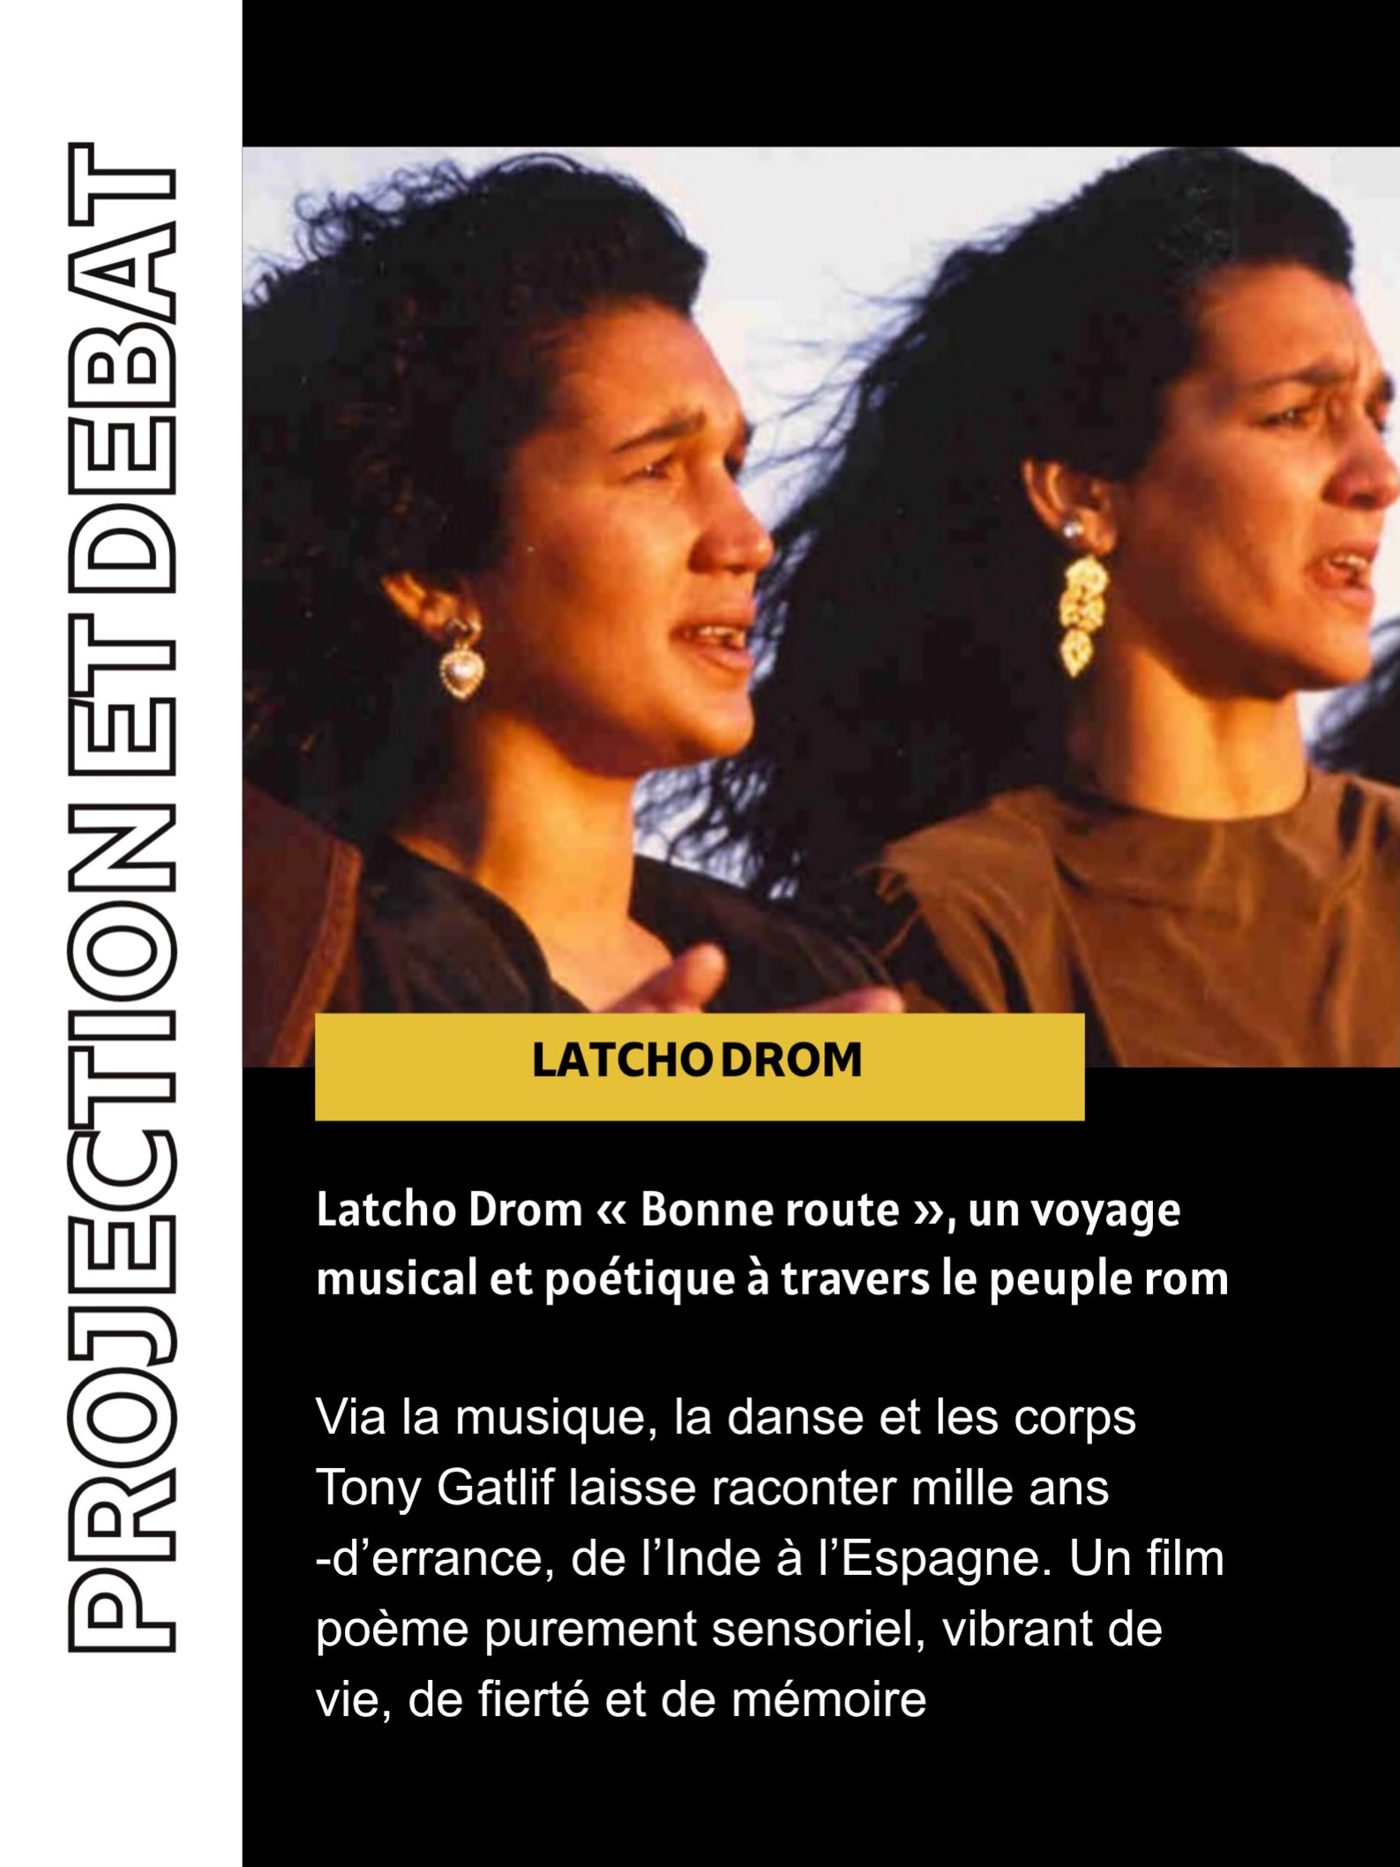 PROJECTION ET DEBAT
LATCHO DROM
Latcho Drom « Bonne route », un voyage
musical et poétique à travers le peuple rom
Via la musique, la danse et les corps
Tony Gatlif laisse raconter mille ans
-d’errance, de l’Inde à l’Espagne. Un film
poème purement sensoriel, vibrant de
vie, de fierté et de mémoire